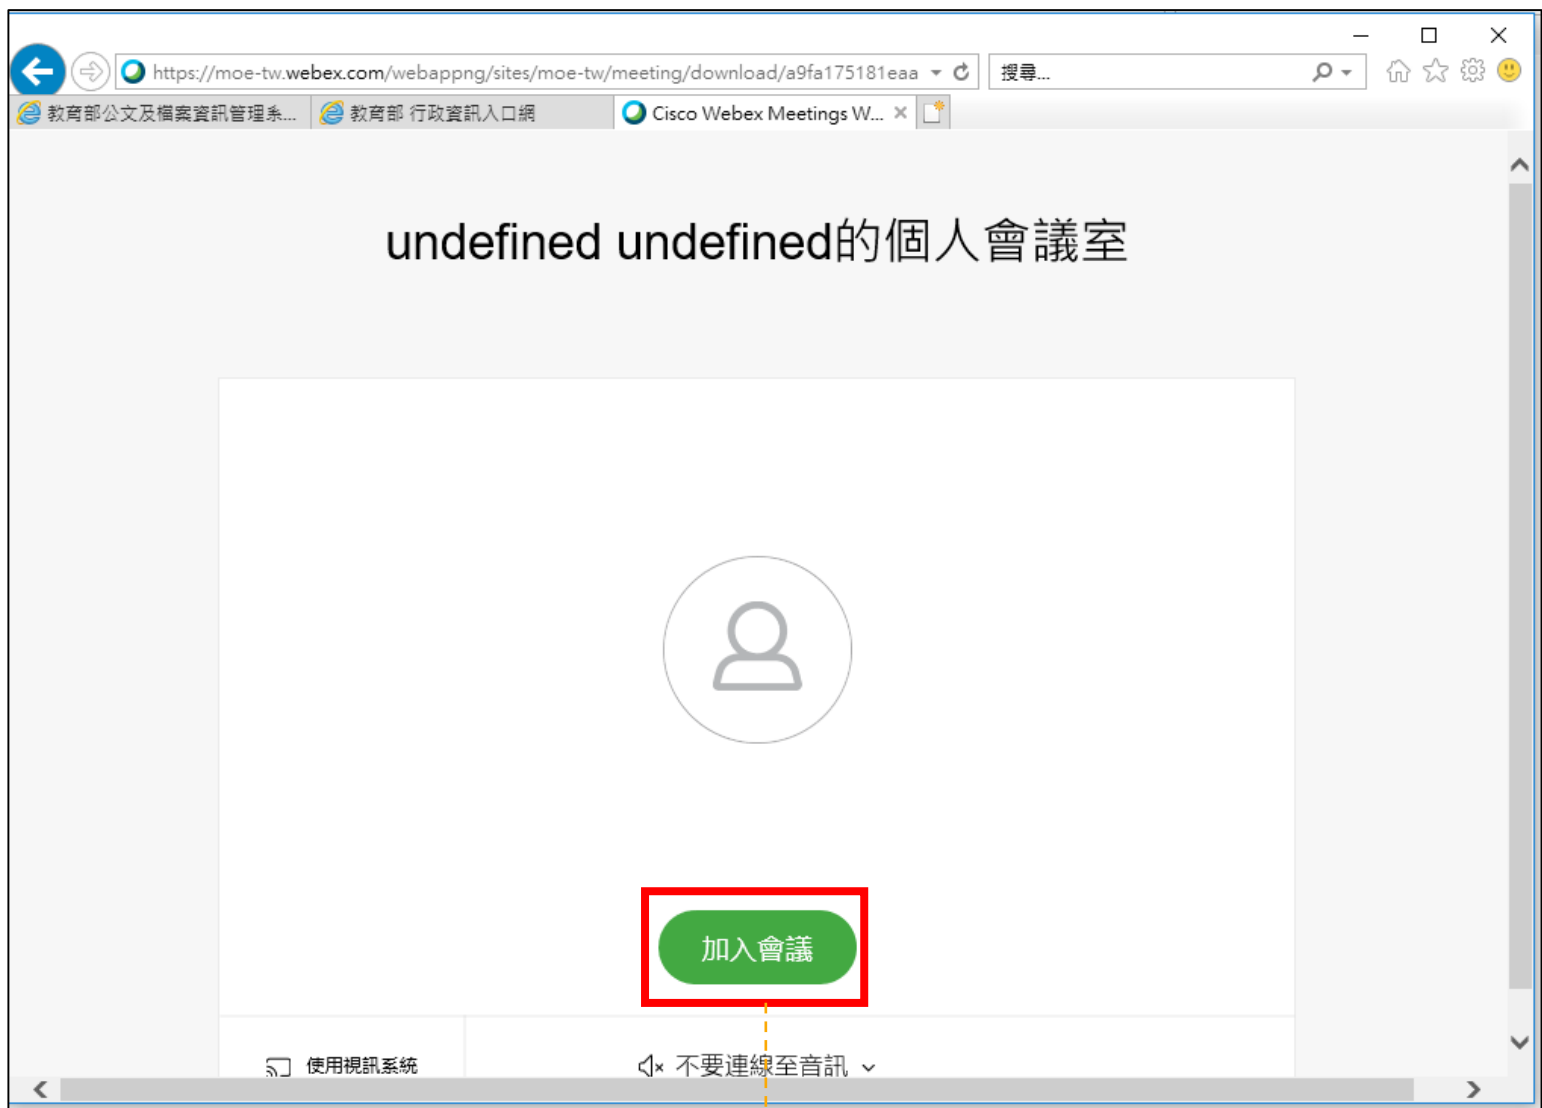 https://moe-tw.webex.com/webappng/sites/moe-tw/meeting/download/a9fa175181eaa
搜尋...
教育部公文及檔案資訊管理系...
教育部 行政資訊入口網
Cisco Webex Meetings W...
undefined undefined的個人會議室
加入會議
使用視訊系統
不要連線至音訊